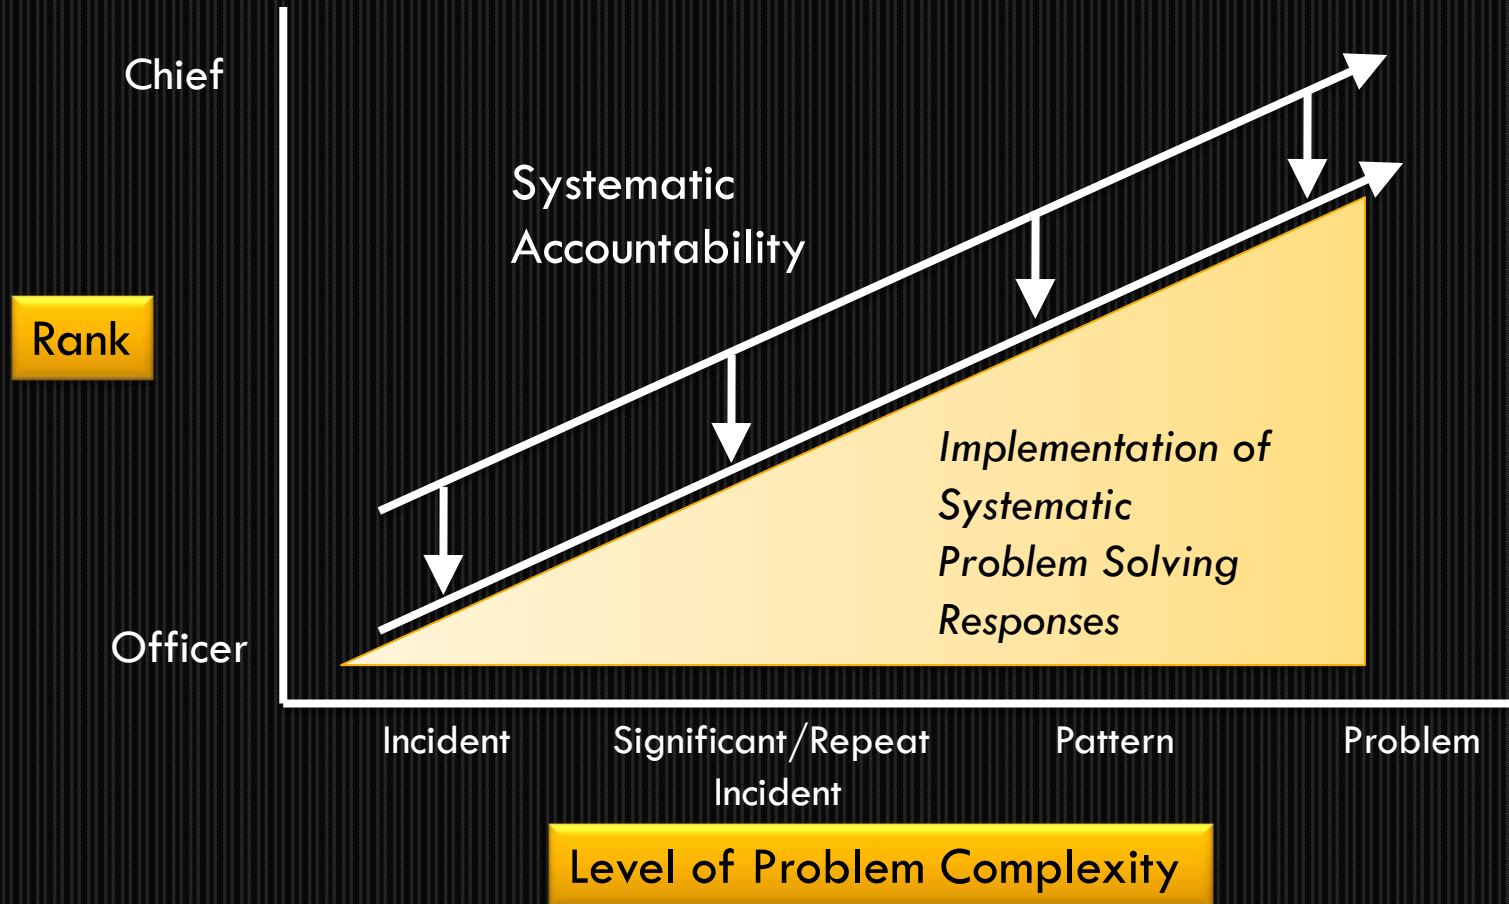 Chief
Systematic
Accountability
Rank
Implementation of
Systematic
Problem Solving
Responses
Officer
Incident
Significant/Repeat
Incident
Pattern
Problem
Level of Problem Complexity